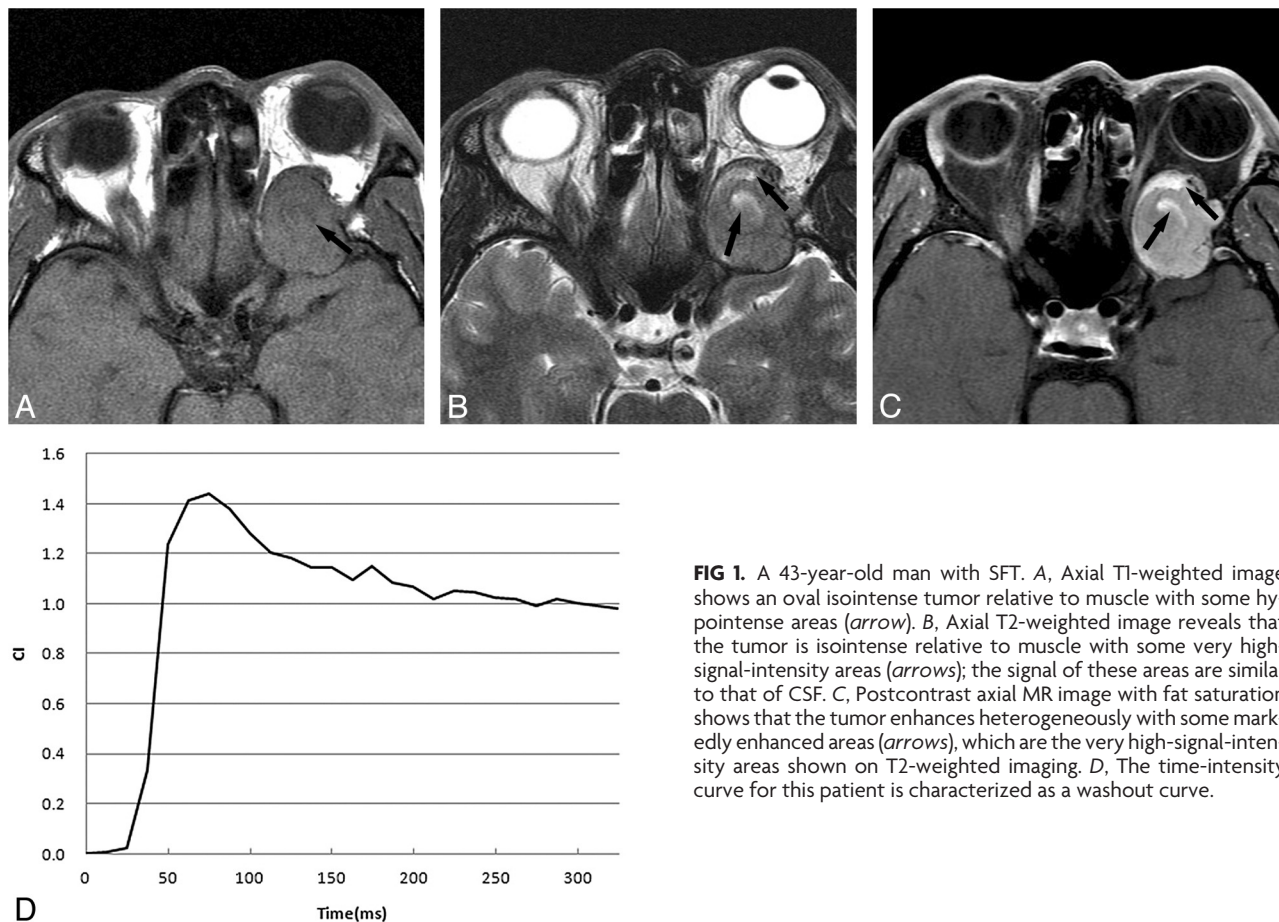 A
B
C
1.6
1.4
1.2
1.0
0.8
0.6
0.4
0.2
0.0
CI
0
50
100
150
200
250
300
Time(ms)
D
FIG 1. A 43-year-old man with SFT. A, Axial T1-weighted image
shows an oval isointense tumor relative to muscle with some hy-
pointense areas (arrow). B, Axial T2-weighted image reveals that
the tumor is isointense relative to muscle with some very high-
signal-intensity areas (arrows); the signal of these areas are similar
to that of CSF. C, Postcontrast axial MR image with fat saturation
shows that the tumor enhances heterogeneously with some mark-
edly enhanced areas (arrows), which are the very high-signal-inten-
sity areas shown on T2-weighted imaging. D, The time-intensity
curve for this patient is characterized as a washout curve.